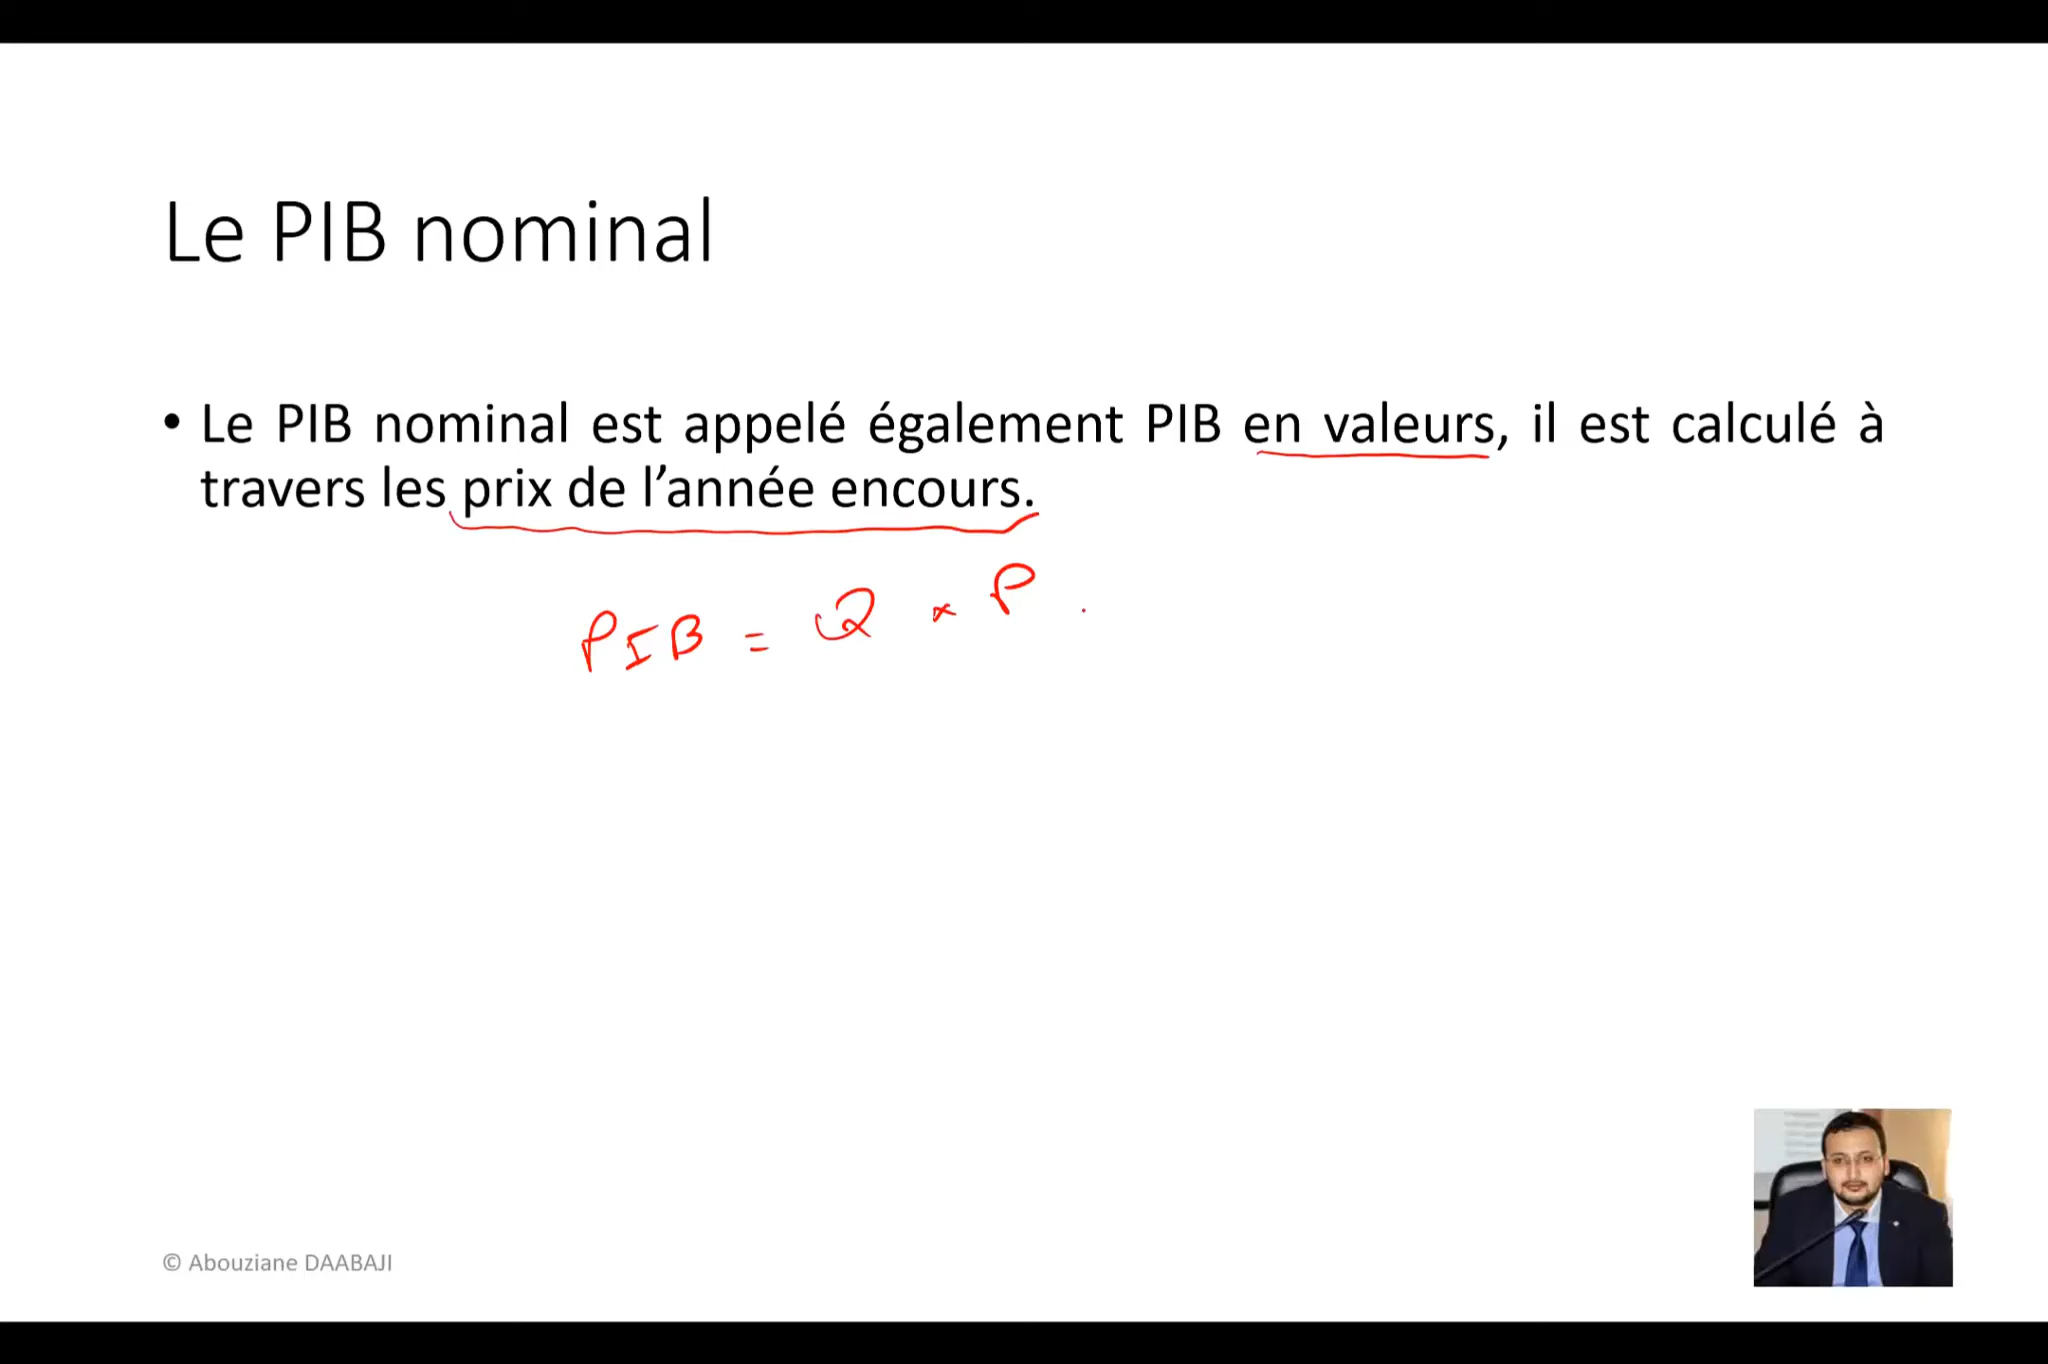 Le PIB nominal
• Le PIB nominal est appelé également PIB en valeurs, il est calculé à
travers les prix de l’année encours.
PIB = Q × P .
© Abouziane DAABAJI